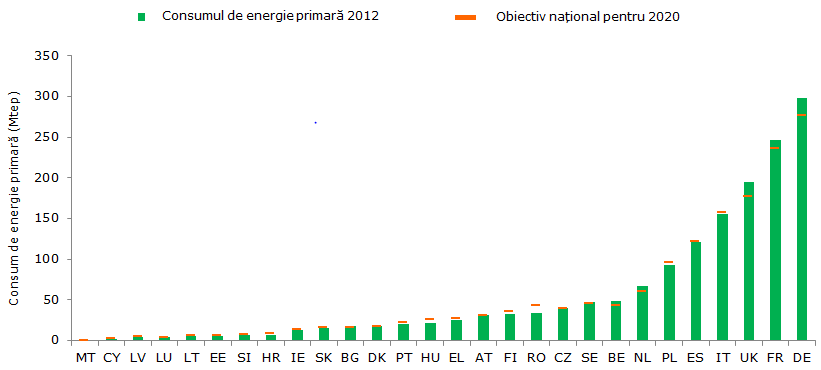 Consumul de energie primară 2012
Obiectiv național pentru 2020
Consum de energie primară (Mtep)
350
300
250
200
150
100
50
0
MT CY LV LU LT EE SI HR IE SK BG DK PT HU EL AT FI RO CZ SE BE NL PL ES IT UK FR DE